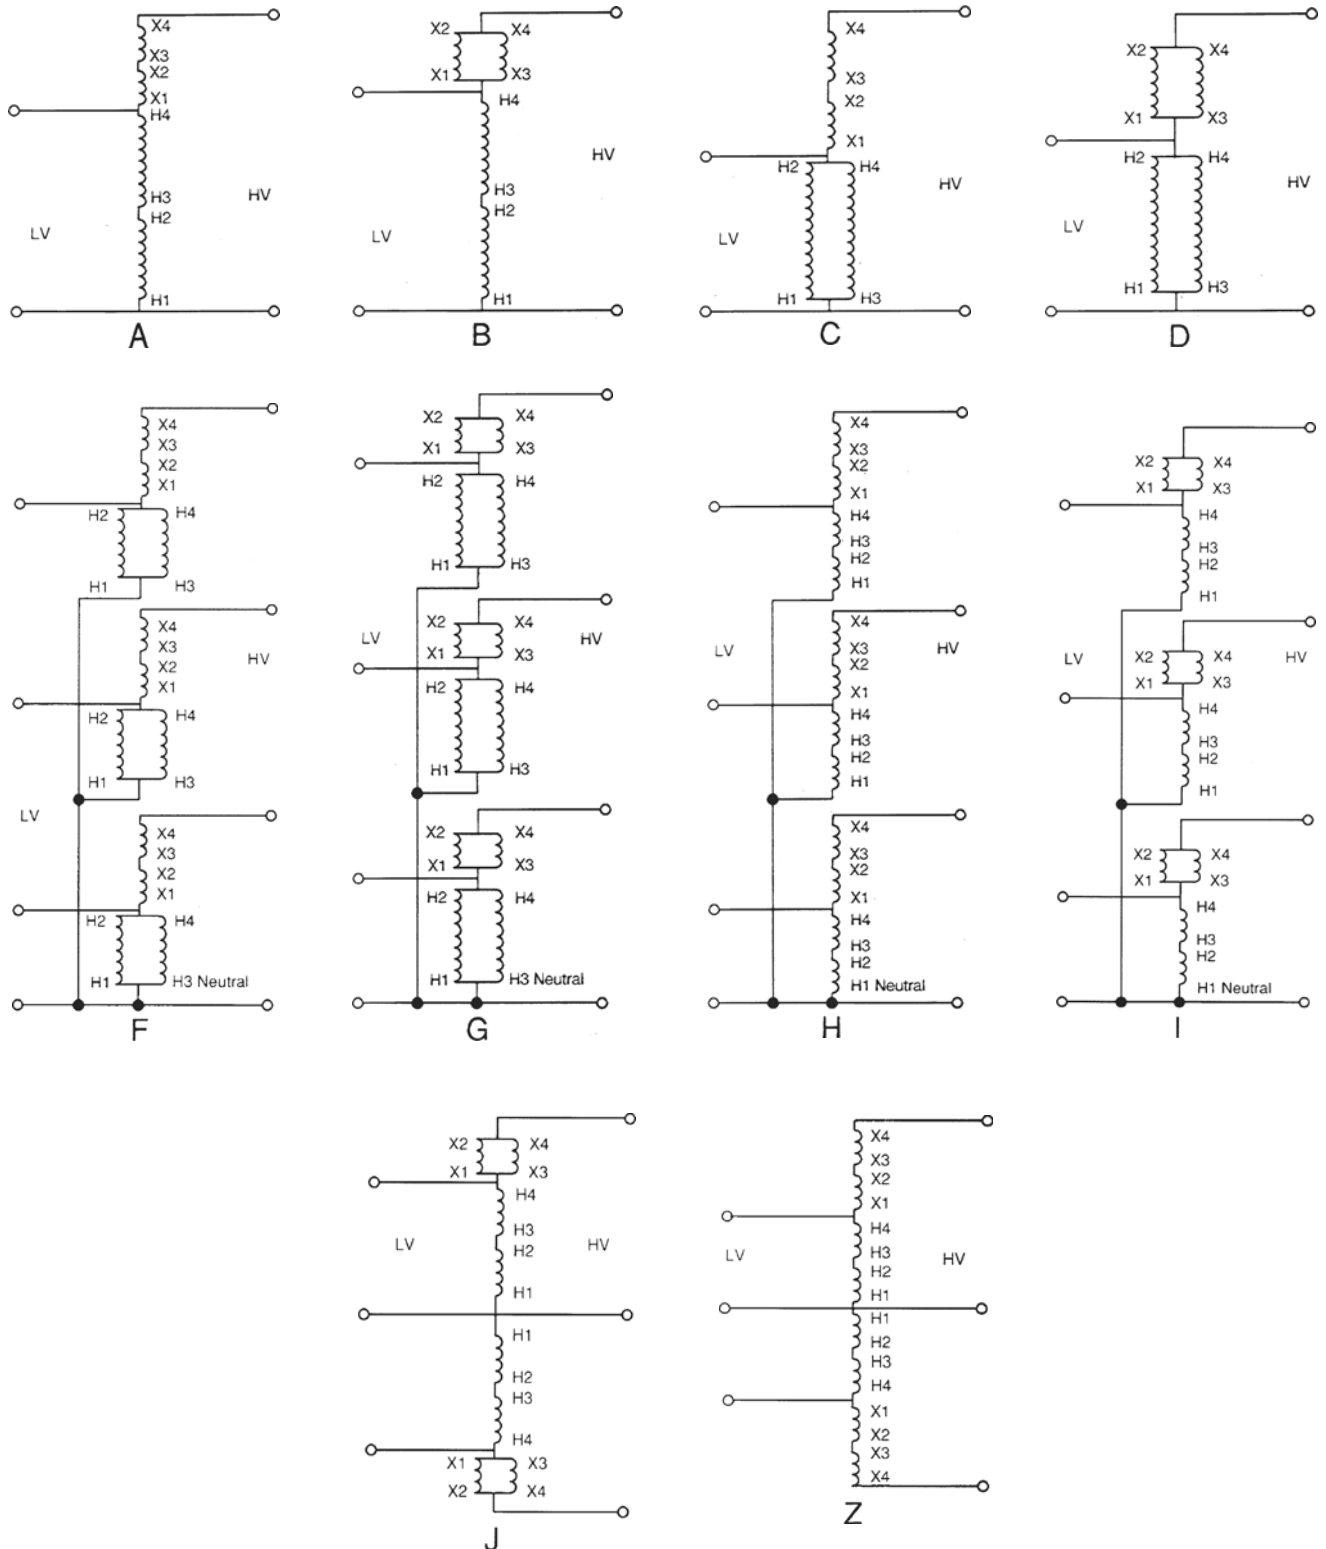 X4
X3
X2
X1
H4
H3
H2
H1
LV
HV
A
X2 X4
X1 X3
H4
H3
H2
H1
LV
HV
B
X4
X3
X2
X1
H2 H4
H1 H3
LV
HV
C
X2 X4
X1 X3
H2 H4
H1 H3
LV
HV
D
X4
X3
X2
X1
H2 H4
H1 H3
X4
X3
X2
X1
H2 H4
H1 H3
X4
X3
X2
X1
H2 H4
H1 H3 Neutral
LV
HV
F
X2 X4
X1 X3
H2 H4
H1 H3
X2 X4
X1 X3
H2 H4
H1 H3
X2 X4
X1 X3
H2 H4
H1 H3 Neutral
LV
HV
G
X4
X3
X2
X1
H4
H3
H2
H1
X4
X3
X2
X1
H4
H3
H2
H1
X4
X3
X2
X1
H4
H3
H2
H1 Neutral
LV
HV
H
X2 X4
X1 X3
H4
H3
H2
H1
X2 X4
X1 X3
H4
H3
H2
H1
X2 X4
X1 X3
H4
H3
H2
H1 Neutral
LV
HV
I
X2 X4
X1 X3
H4
H3
H2
H1
H1
H2
H3
H4
X1 X3
X2 X4
LV
HV
J
X4
X3
X2
X1
H4
H3
H2
H1
H1
H2
H3
H4
X1
X2
X3
X4
LV
HV
Z